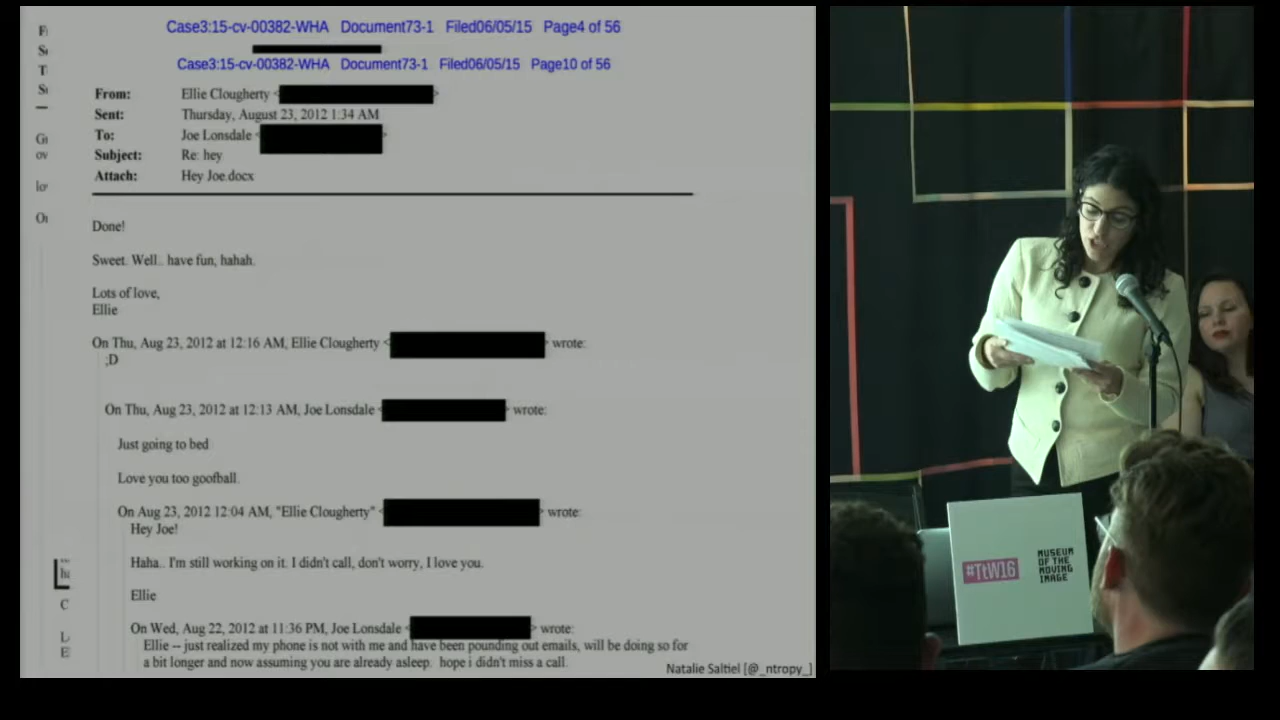 Case3:15-cv-00382-WHA Document73-1 Filed06/05/15 Page4 of 56
Case3:15-cv-00382-WHA Document73-1 Filed06/05/15 Page10 of 56
From: Ellie Clougherty < >
Sent: Thursday, August 23, 2012 1:34 AM
To: Joe Lonsdale < >
Subject: Re: hey
Attach: Hey Joe.docx
Done!
Sweet. Well.. have fun, hahah.
Lots of love,
Ellie
On Thu, Aug 23, 2012 at 12:16 AM, Ellie Clougherty < > wrote:
;D
On Thu, Aug 23, 2012 at 12:13 AM, Joe Lonsdale < > wrote:
Just going to bed
Love you too goofball.
On Aug 23, 2012 12:04 AM, "Ellie Clougherty" < > wrote:
Hey Joe!
Haha.. I'm still working on it. I didn't call, don't worry, I love you.
Ellie
On Wed, Aug 22, 2012 at 11:36 PM, Joe Lonsdale < > wrote:
Ellie -- just realized my phone is not with me and have been pounding out emails, will be doing so for
a bit longer and now assuming you are already asleep. hope i didn't miss a call.
Natalie Saltiel [@_ntropy_]
#TtW16
MUSEUM
OF THE
MOVING
IMAGE